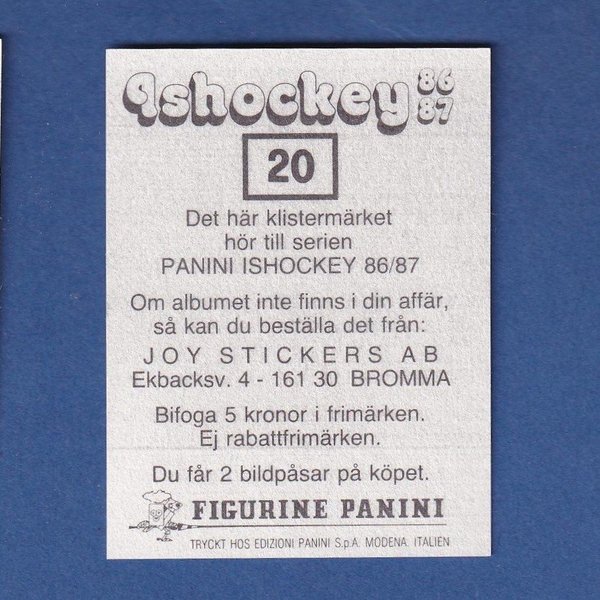 Ishockey 86 87
20
Det här klistermärket
hör till serien
PANINI ISHOCKEY 86/87
Om albumet inte finns i din affär,
så kan du beställa det från:
JOY STICKERS AB
Ekbacksv. 4 - 161 30 BROMMA
Bifoga 5 kronor i frimärken.
Ej rabattfrimärken.
Du får 2 bildpåsar på köpet.
FIGURINE PANINI
TRYCKT HOS EDIZIONI PANINI S.p.A. MODENA. ITALIEN